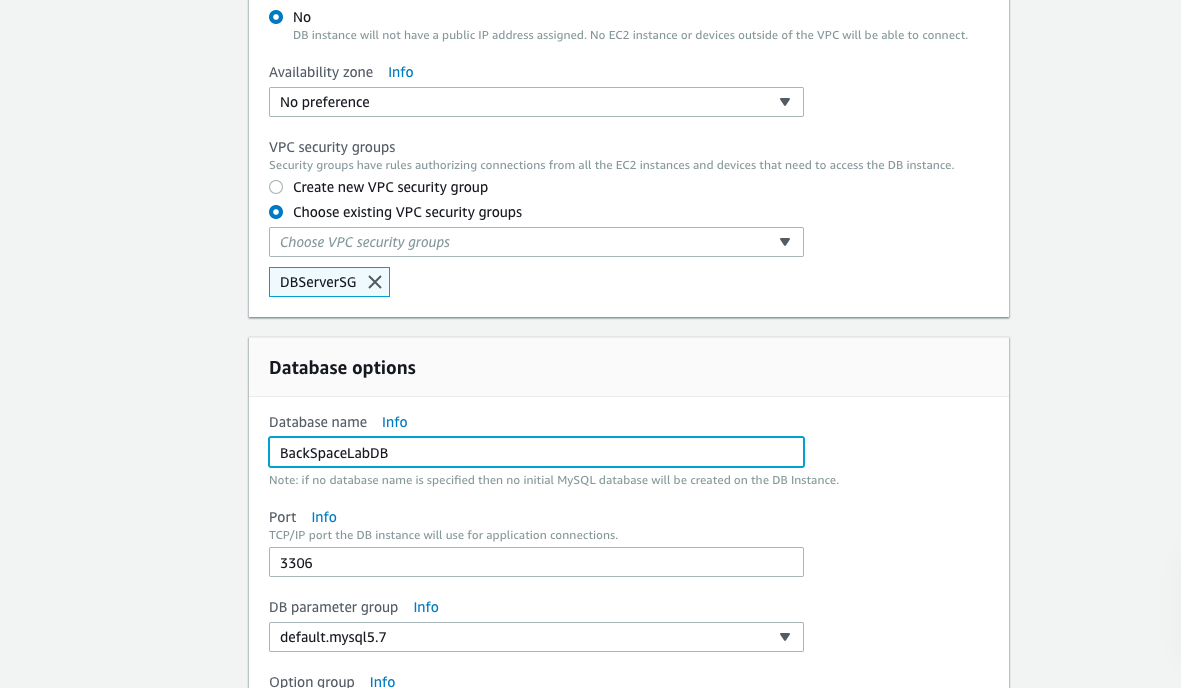 No
DB instance will not have a public IP address assigned. No EC2 instance or devices outside of the VPC will be able to connect.
Availability zone Info
No preference
VPC security groups
Security groups have rules authorizing connections from all the EC2 instances and devices that need to access the DB instance.
Create new VPC security group
Choose existing VPC security groups
Choose VPC security groups
DBServerSG
Database options
Database name Info
BackSpaceLabDB
Note: if no database name is specified then no initial MySQL database will be created on the DB Instance.
Port Info
TCP/IP port the DB instance will use for application connections.
3306
DB parameter group Info
default.mysql5.7
Option group Info